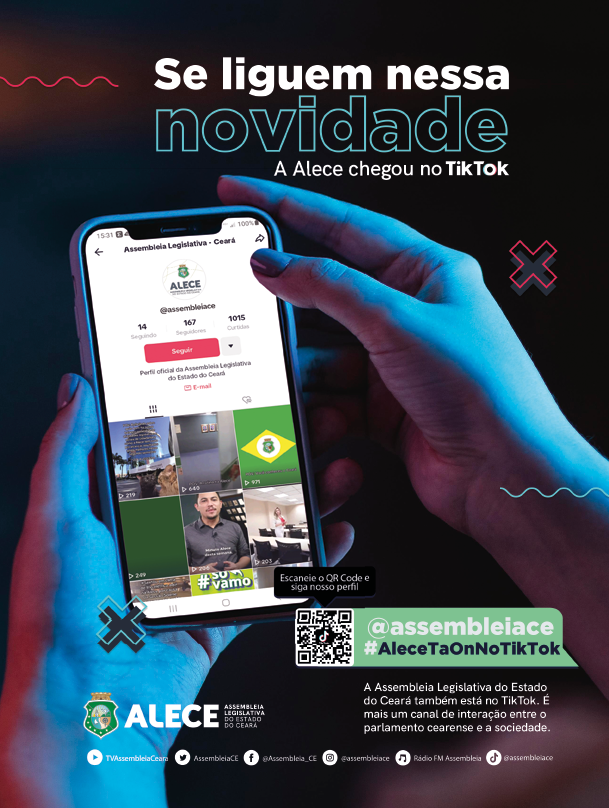 Se liguem nessa
novidade
A Alece chegou no TikTok
15:31
100%
Assembleia Legislativa - Ceará
ALECE
@assembleiace
14 167 1015
Seguindo Seguidores Curtidas
Seguir
Perfil oficial da Assembleia Legislativa
do Estado do Ceará
E-mail
219
640
971
249
203
#SÓ
vamo
Escaneie o QR Code e
siga nosso perfil
@assembleiace
#AleceTaOnNoTikTok
A Assembleia Legislativa do Estado
do Ceará também está no TikTok. É
mais um canal de interação entre o
parlamento cearense e a sociedade.
ALECE
ASSEMBLEIA
LEGISLATIVA
DO ESTADO
DO CEARÁ
TVAssembleiaCeara AssembleiaCE @Assembleia_CE @assembleiace Rádio FM Assembleia @assembleiace